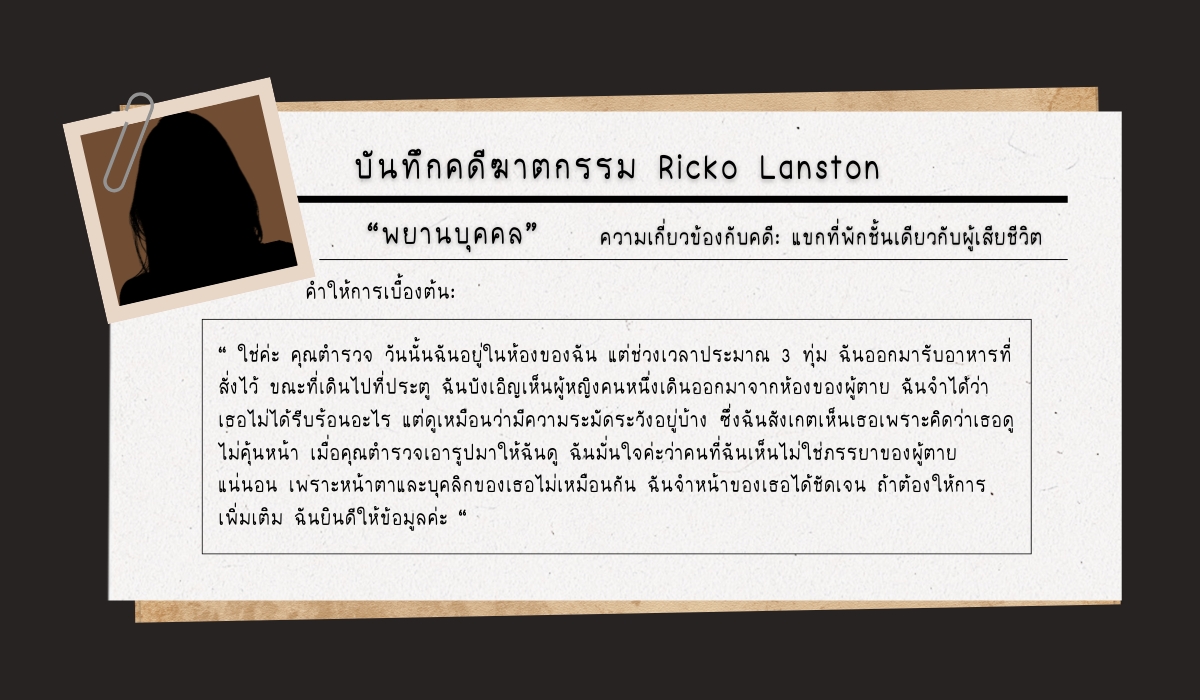 บันทึกคดีฆาตกรรม Ricko Lanston
“พยานบุคคล” ความเกี่ยวข้องกับคดี: แขกที่พักชั้นเดียวกับผู้เสียชีวิต
คำให้การเบื้องต้น:
“ ใช่ค่ะ คุณตำรวจ วันนั้นฉันอยู่ในห้องของฉัน แต่ช่วงเวลาประมาณ 3 ทุ่ม ฉันออกมารับอาหารที่
สั่งไว้ ขณะที่เดินไปที่ประตู ฉันบังเอิญเห็นผู้หญิงคนหนึ่งเดินออกมาจากห้องของผู้ตาย ฉันจำได้ว่า
เธอไม่ได้รีบร้อนอะไร แต่ดูเหมือนว่ามีความระมัดระวังอยู่บ้าง ซึ่งฉันสังเกตเห็นเธอเพราะคิดว่าเธอดู
ไม่คุ้นหน้า เมื่อคุณตำรวจเอารูปมาให้ฉันดู ฉันมั่นใจค่ะว่าคนที่ฉันเห็นไม่ใช่ภรรยาของผู้ตาย
แน่นอน เพราะหน้าตาและบุคลิกของเธอไม่เหมือนกัน ฉันจำหน้าของเธอได้ชัดเจน ถ้าต้องให้การ
เพิ่มเติม ฉันยินดีให้ข้อมูลค่ะ “